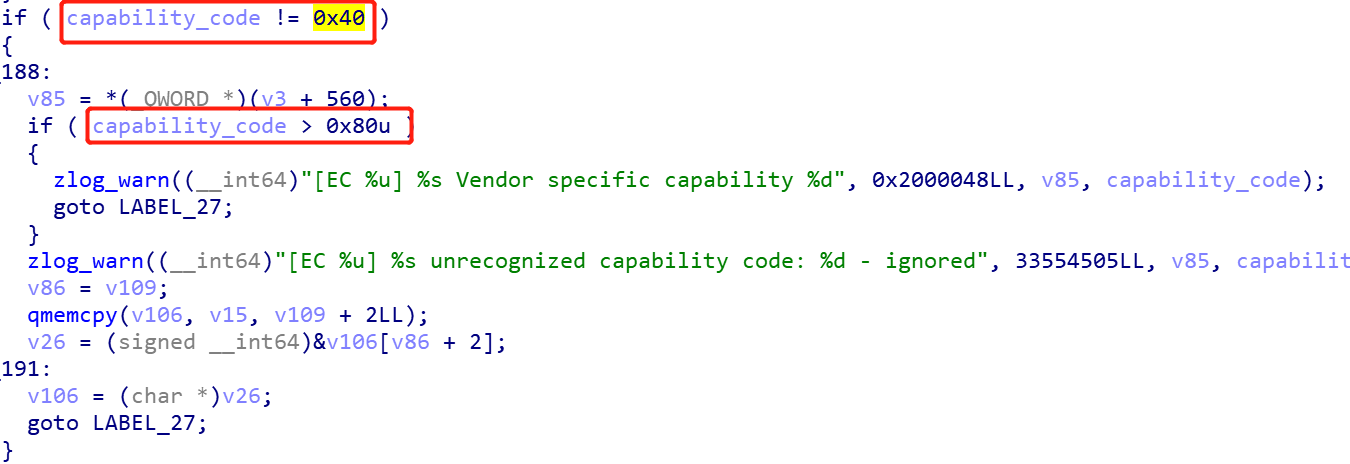 if ( capability_code != 0x40 )
{
188:
v85 = *(_QWORD *)(v3 + 560);
if ( capability_code > 0x80u )
{
zlog_warn((__int64)"[EC %u] %s Vendor specific capability %d", 0x2000048LL, v85, capability_code);
goto LABEL_27;
}
zlog_warn((__int64)"[EC %u] %s unrecognized capability code: %d - ignored", 33554505LL, v85, capabilit
v86 = v109;
qmemcpy(v106, v15, v109 + 2LL);
v26 = (signed __int64)&v106[v86 + 2];
191:
v106 = (char *)v26;
goto LABEL_27;
}